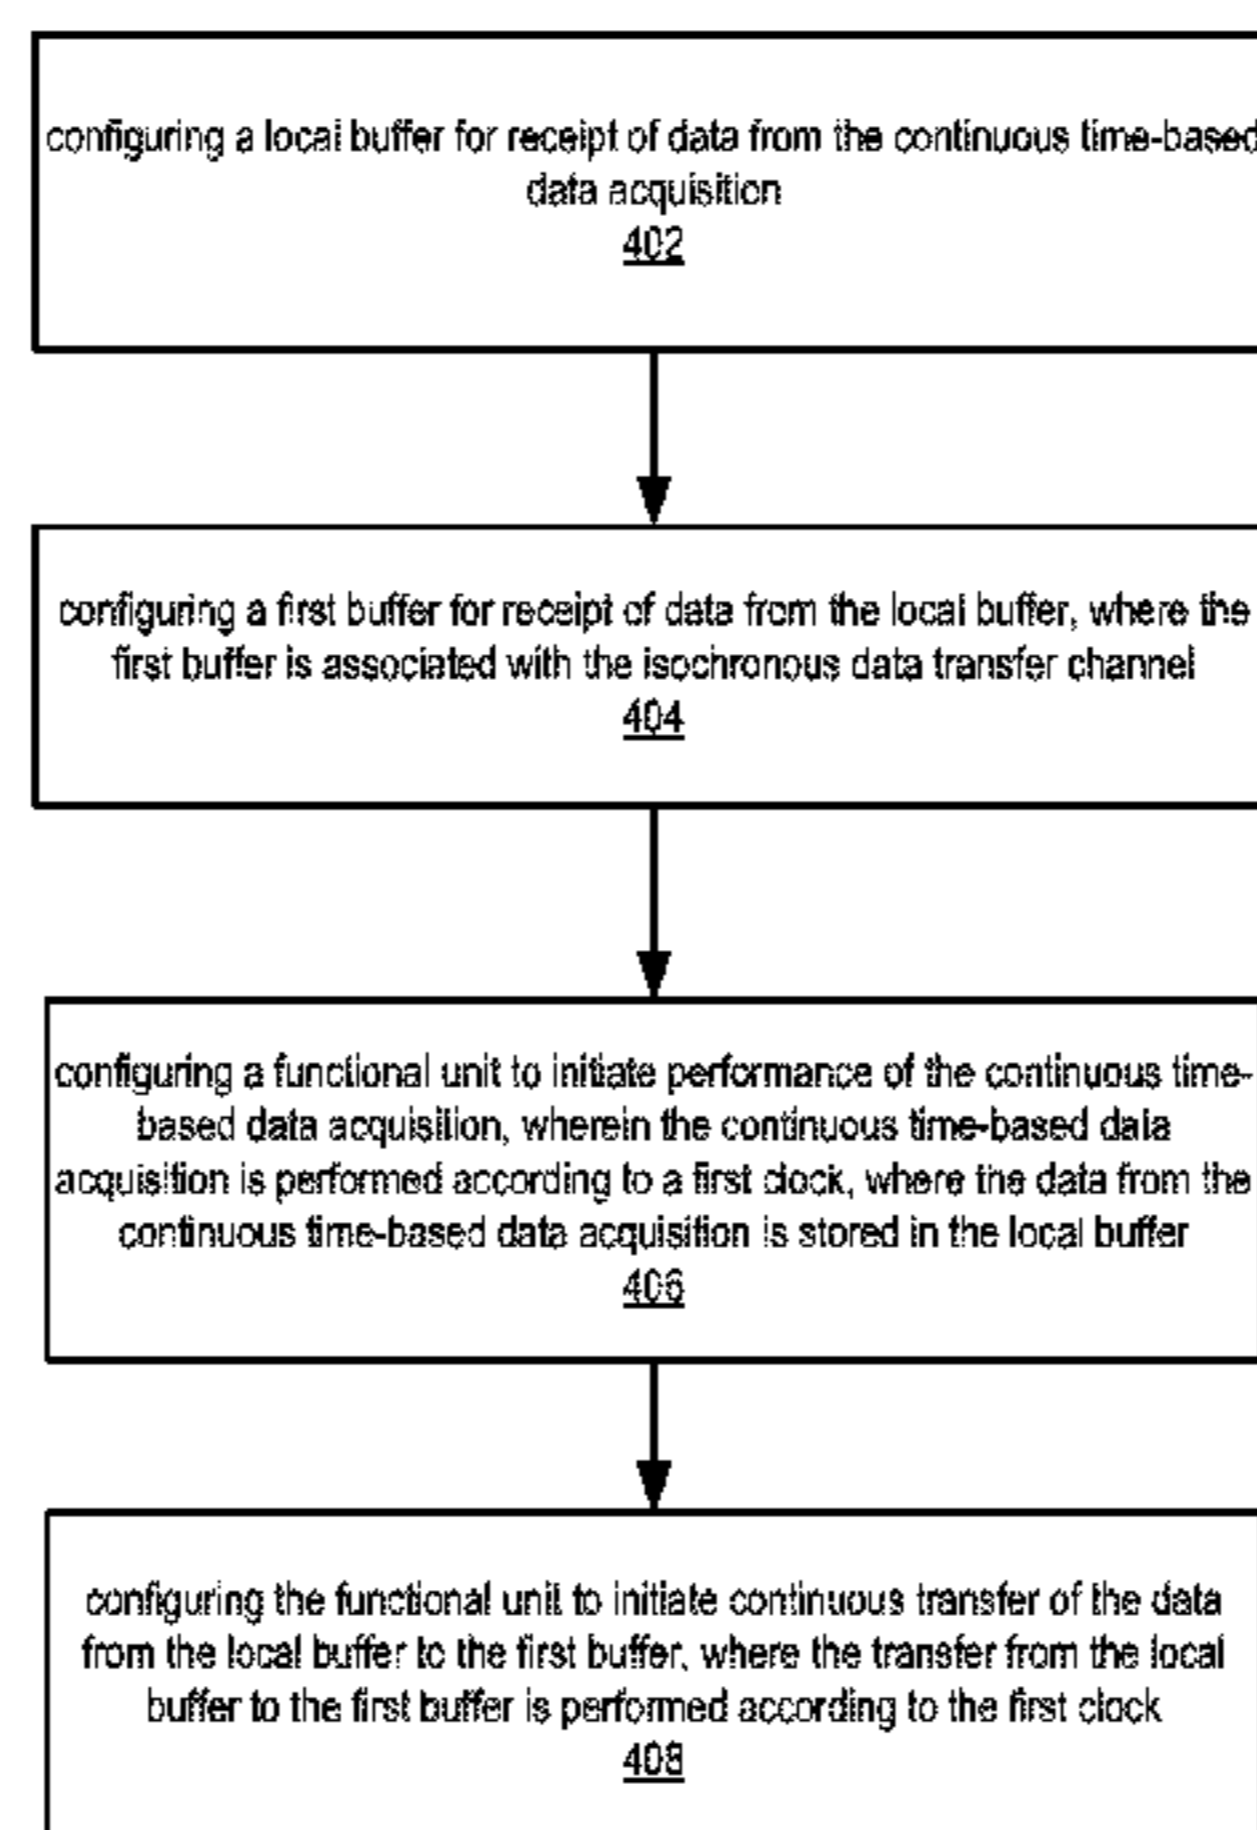 configuring a local buffer for receipt of data from the continuous time-based
data acquisition
402
configuring a first buffer for receipt of data from the local buffer, where the
first buffer is associated with the isochronous data transfer channel
404
configuring a functional unit to initiate performance of the continuous time-
based data acquisition, wherein the continuous time-based data
acquisition is performed according to a first clock, where the data from the
continuous time-based data acquisition is stored in the local buffer
406
configuring the functional unit to initiate continuous transfer of the data
from the local buffer to the first buffer, where the transfer from the local
buffer to the first buffer is performed according to the first clock
408